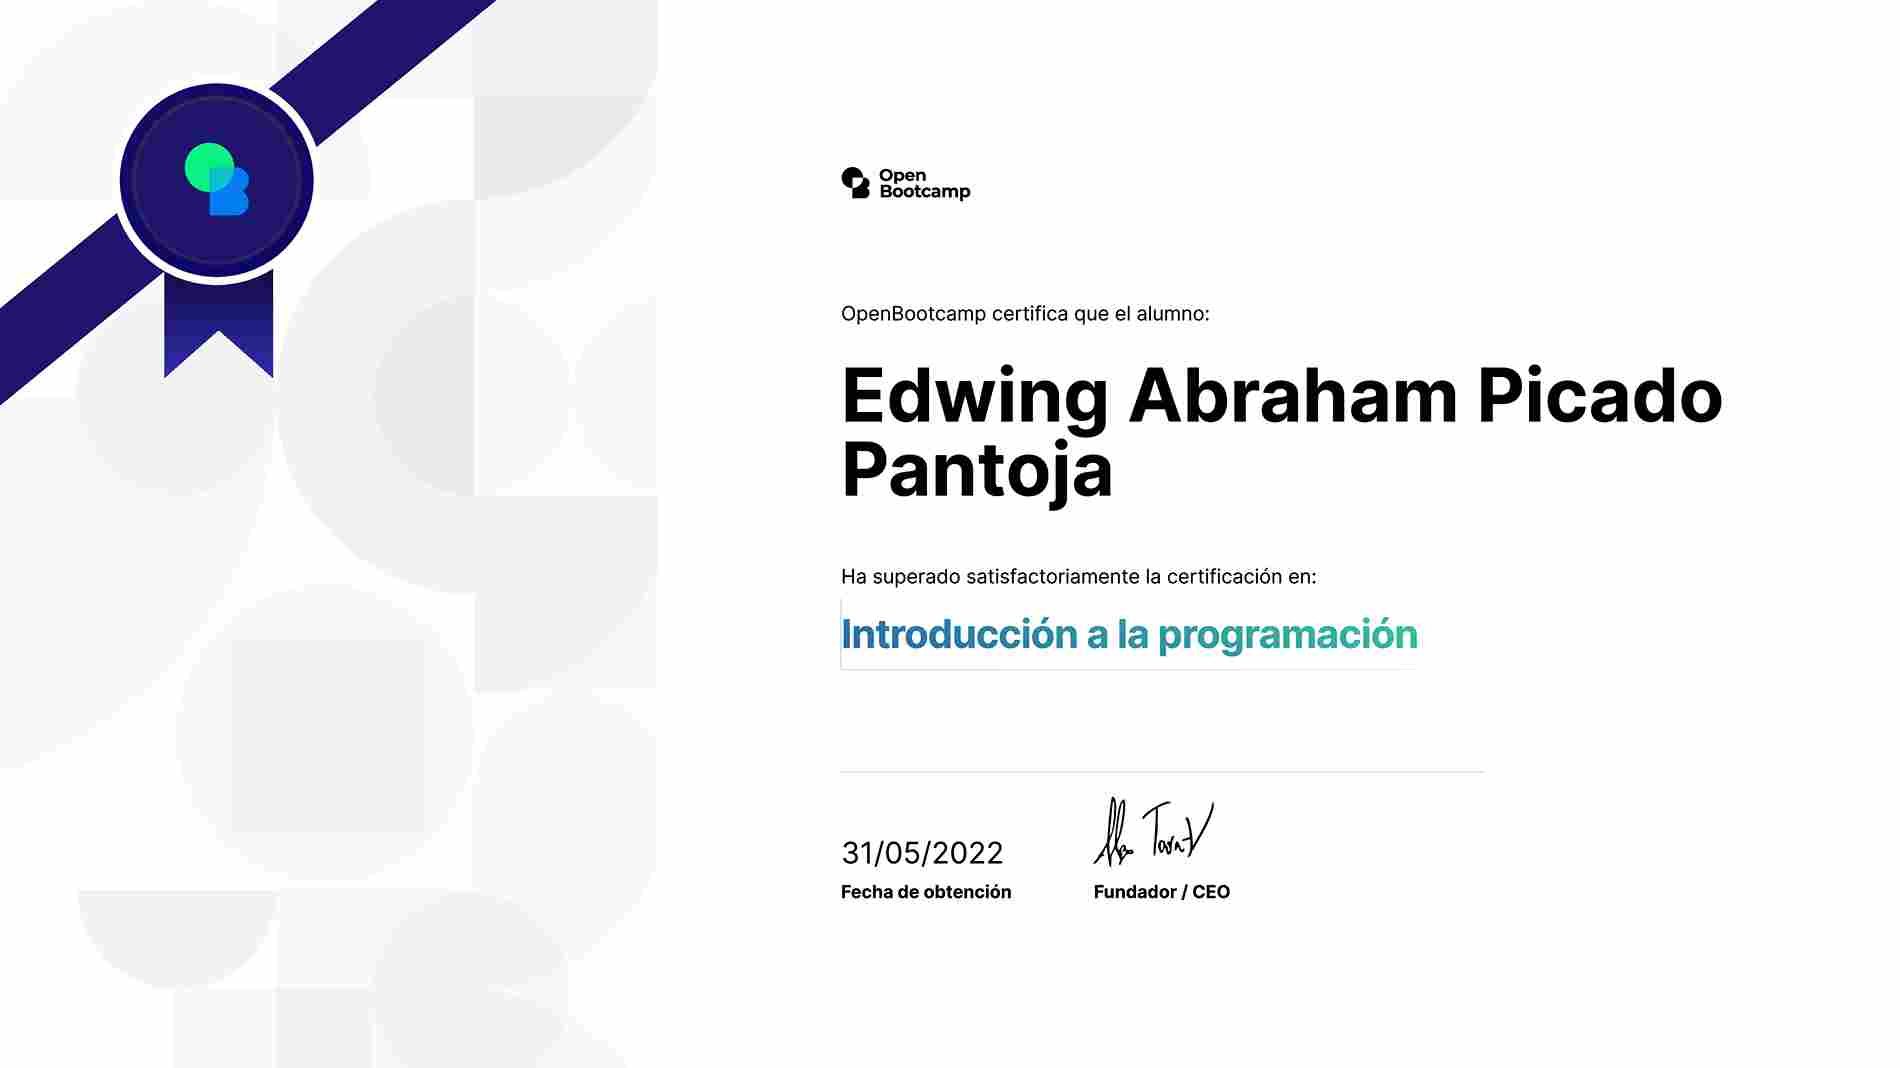 Open
Bootcamp
OpenBootcamp certifica que el alumno:
Edwing Abraham Picado
Pantoja
Ha superado satisfactoriamente la certificación en:
Introducción a la programación
31/05/2022
Fecha de obtención
Fundador / CEO